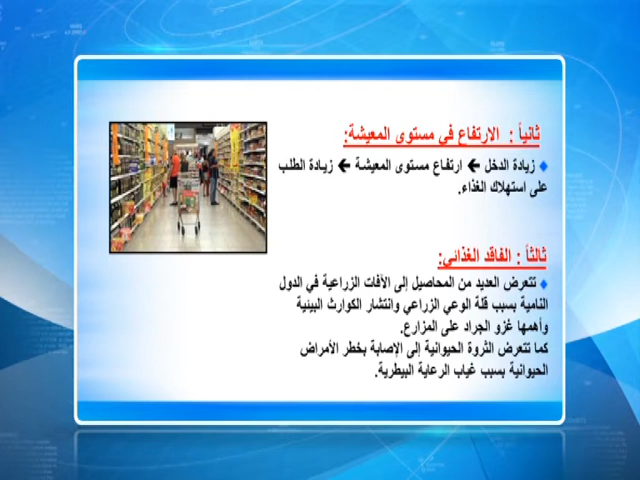 ثانياً : الارتفاع في مستوى المعيشة:
زيادة الدخل ← ارتفاع مستوى المعيشة ← زيادة الطلب
على استهلاك الغذاء.
ثالثاً : الفاقد الغذائي:
تتعرض العديد من المحاصيل إلى الآفات الزراعية في الدول
النامية بسبب قلة الوعي الزراعي وانتشار الكوارث البيئية
وأهمها غزو الجراد على المزارع.
كما تتعرض الثروة الحيوانية إلى الإصابة بخطر الأمراض
الحيوانية بسبب غياب الرعاية البيطرية.